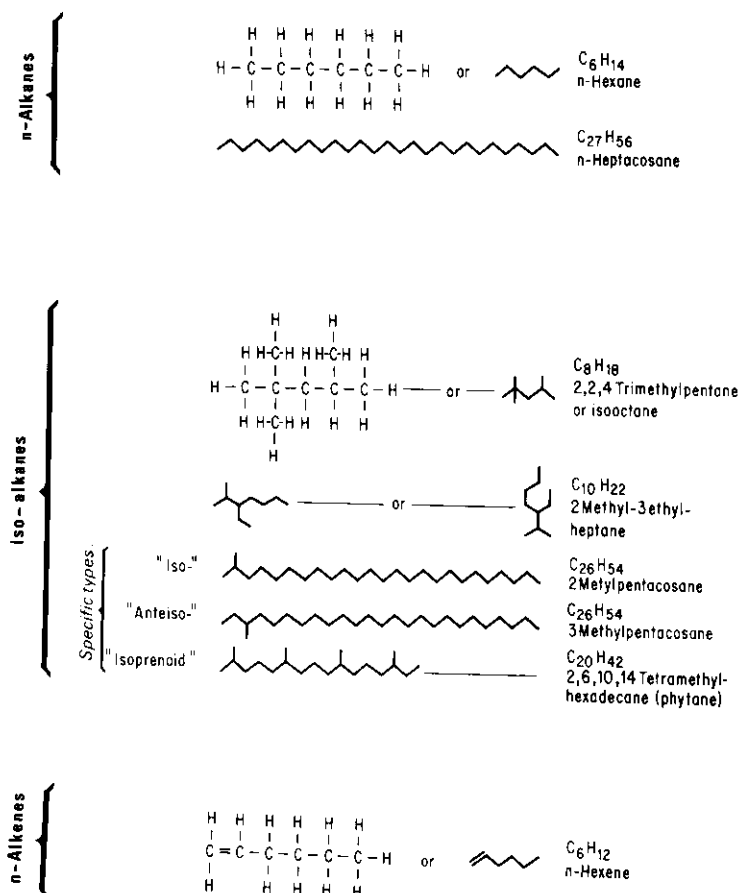 n-Alkanes
H H H H H H
H-C-C-C-C-C-C-H or
H H H H H H
C6H14
n-Hexane
C27H56
n-Heptacosane
Iso-alkanes
H H
H H-C-H H H-C-H H
H-C-C-C-C-C-H or
H H-C-H H H H
H
C8H18
2,2,4 Trimethylpentane
or isooctane
or
C10H22
2Methyl-3ethyl-
heptane
Specific types:
"Iso-"
C26H54
2Metylpentacosane
"Anteiso-"
C26H54
3Methylpentacosane
"Isoprenoid"
C20H42
2,6,10,14 Tetramethyl-
hexadecane (phytane)
n-Alkenes
H H H H H H
C=C-C-C-C-C-H or
H H H H H
C6H12
n-Hexene